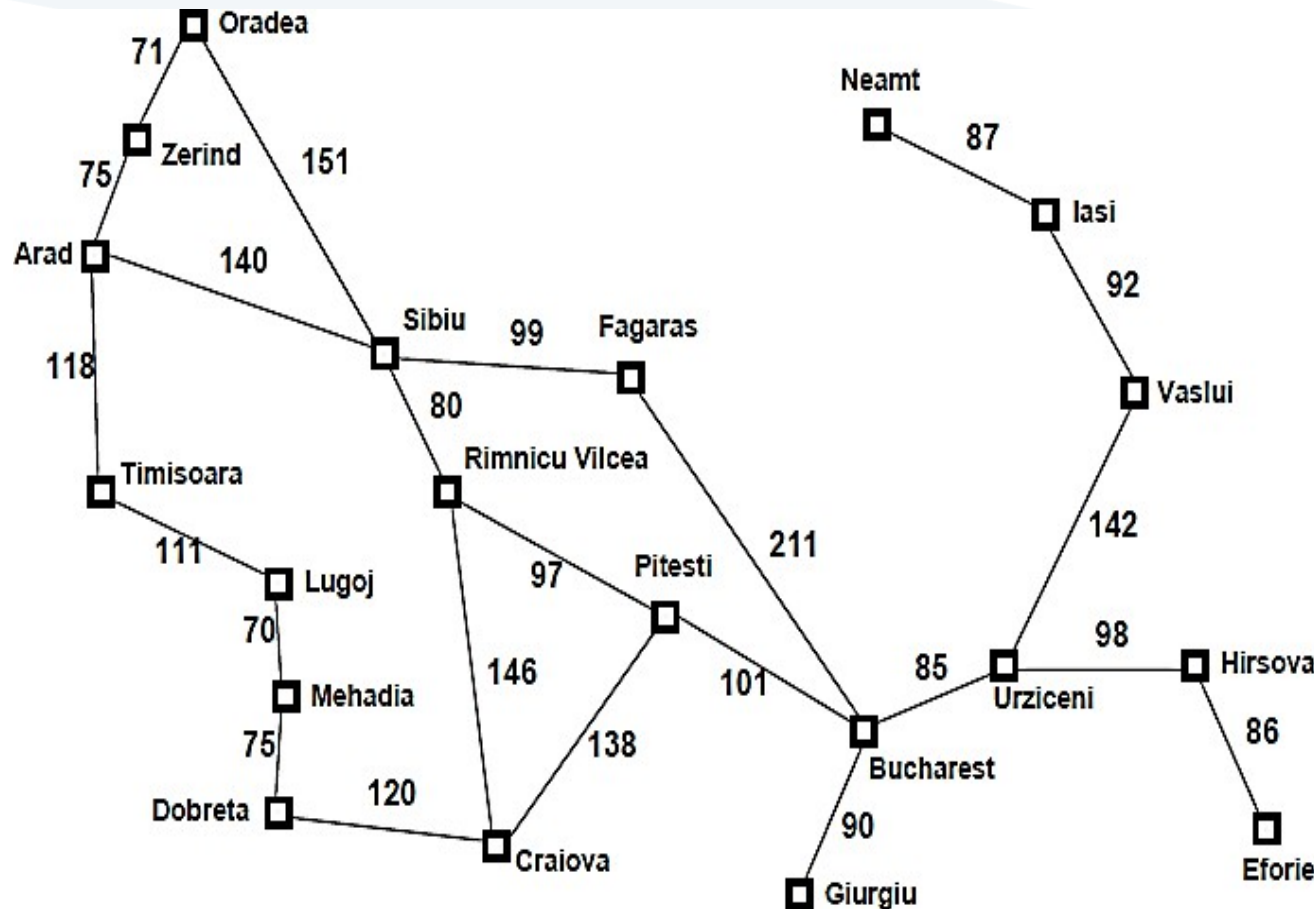 Oradea
71
Neamt
87
Zerind
151
75
Iasi
Arad
140
92
Sibiu
99
Fagaras
118
Vaslui
80
Timisoara
Rimnicu Vilcea
142
111
211
Lugoj
97
Pitesti
70
98
Hirsova
146
101
85
Urziceni
Mehadia
75
138
86
Bucharest
Dobreta
120
90
Craiova
Eforie
Giurgiu